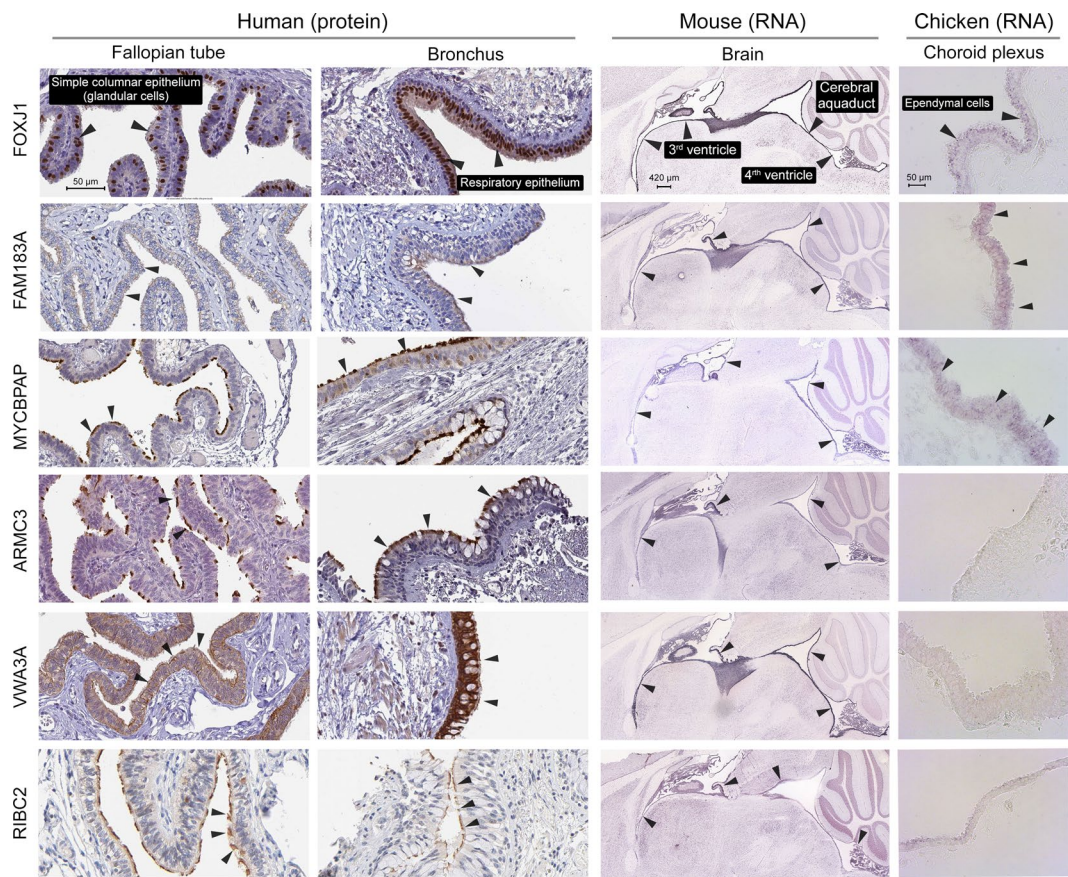 Human (protein)
Mouse (RNA)
Chicken (RNA)
Fallopian tube
Bronchus
Brain
Choroid plexus
FOXJ1
Simple columnar epithelium
(glandular cells)
50 µm
Respiratory epithelium
Cerebral
aquaduct
3rd ventricle
4th ventricle
420 µm
Ependymal cells
50 µm
FAM183A
MYCBPAP
ARMC3
VWA3A
RIBC2